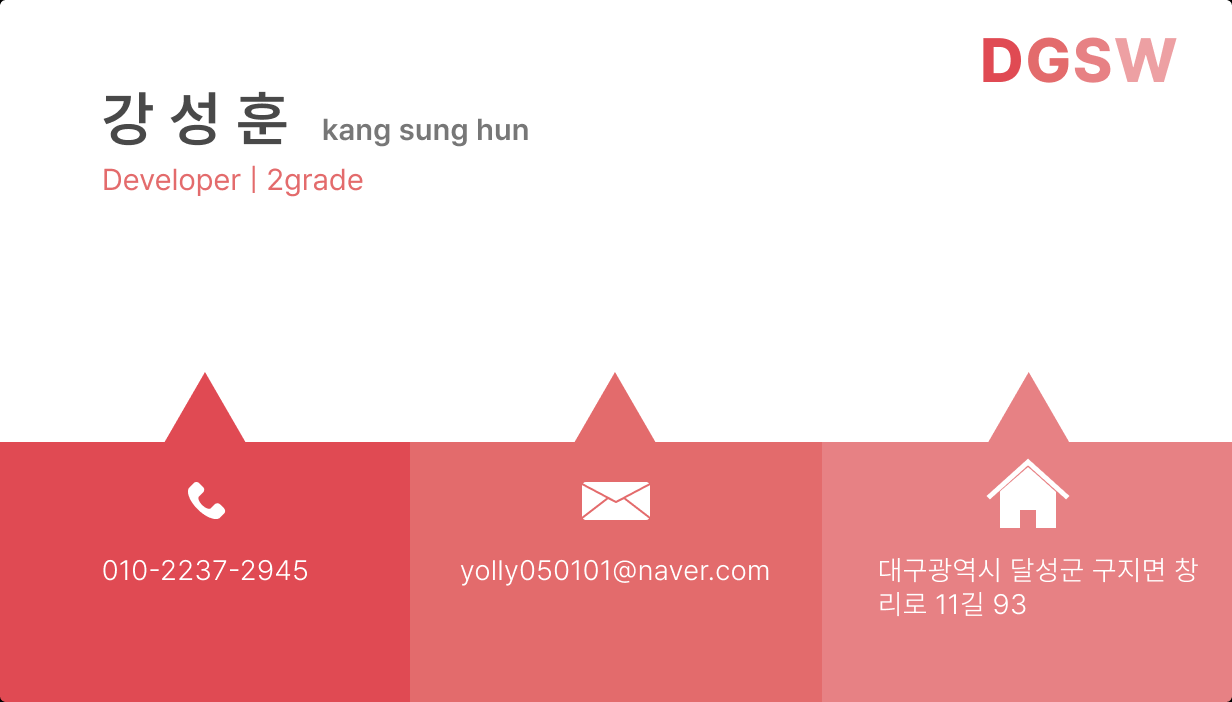 DGSW
강성훈 kang sung hun
Developer | 2grade
010-2237-2945
yolly050101@naver.com
대구광역시 달성군 구지면 창
리로 11길 93